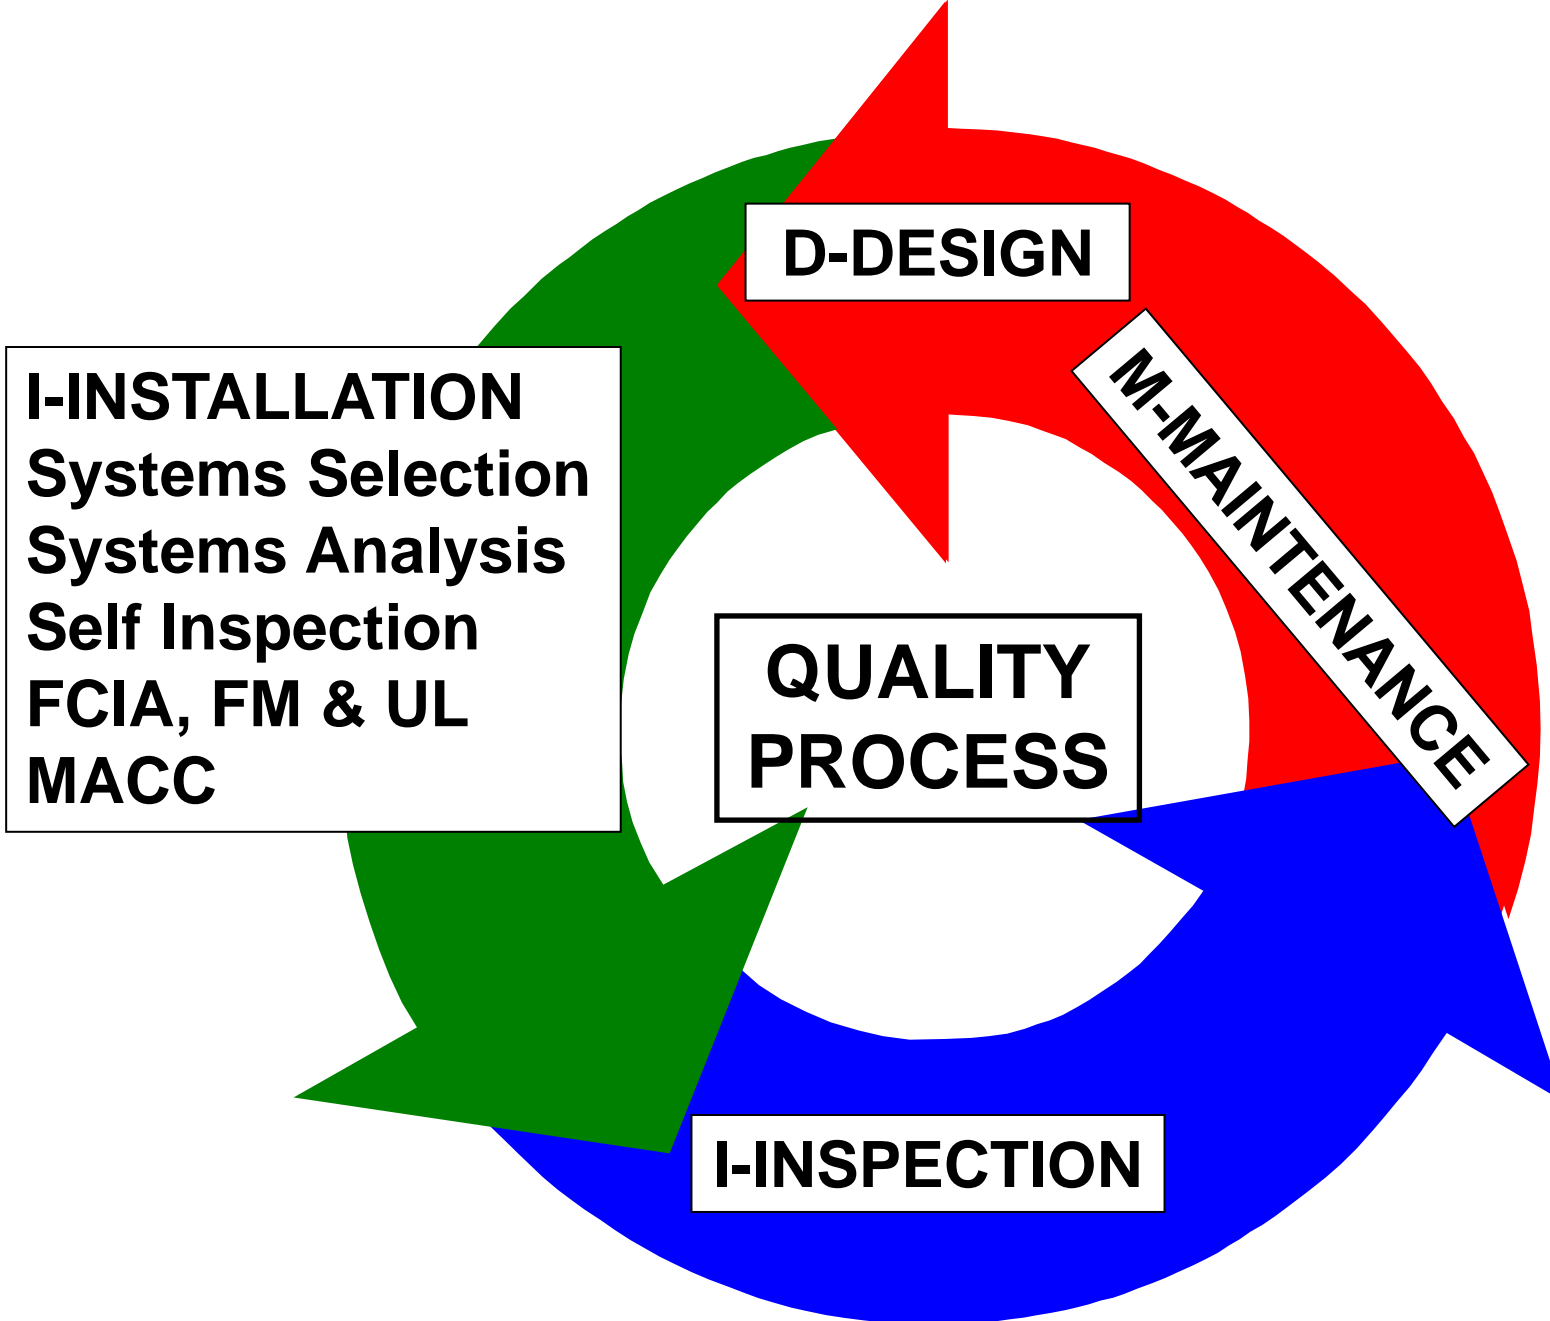 D-DESIGN
M-MAINTENANCE
I-INSTALLATION
Systems Selection
Systems Analysis
Self Inspection
FCIA, FM & UL
MACC
QUALITY
PROCESS
I-INSPECTION